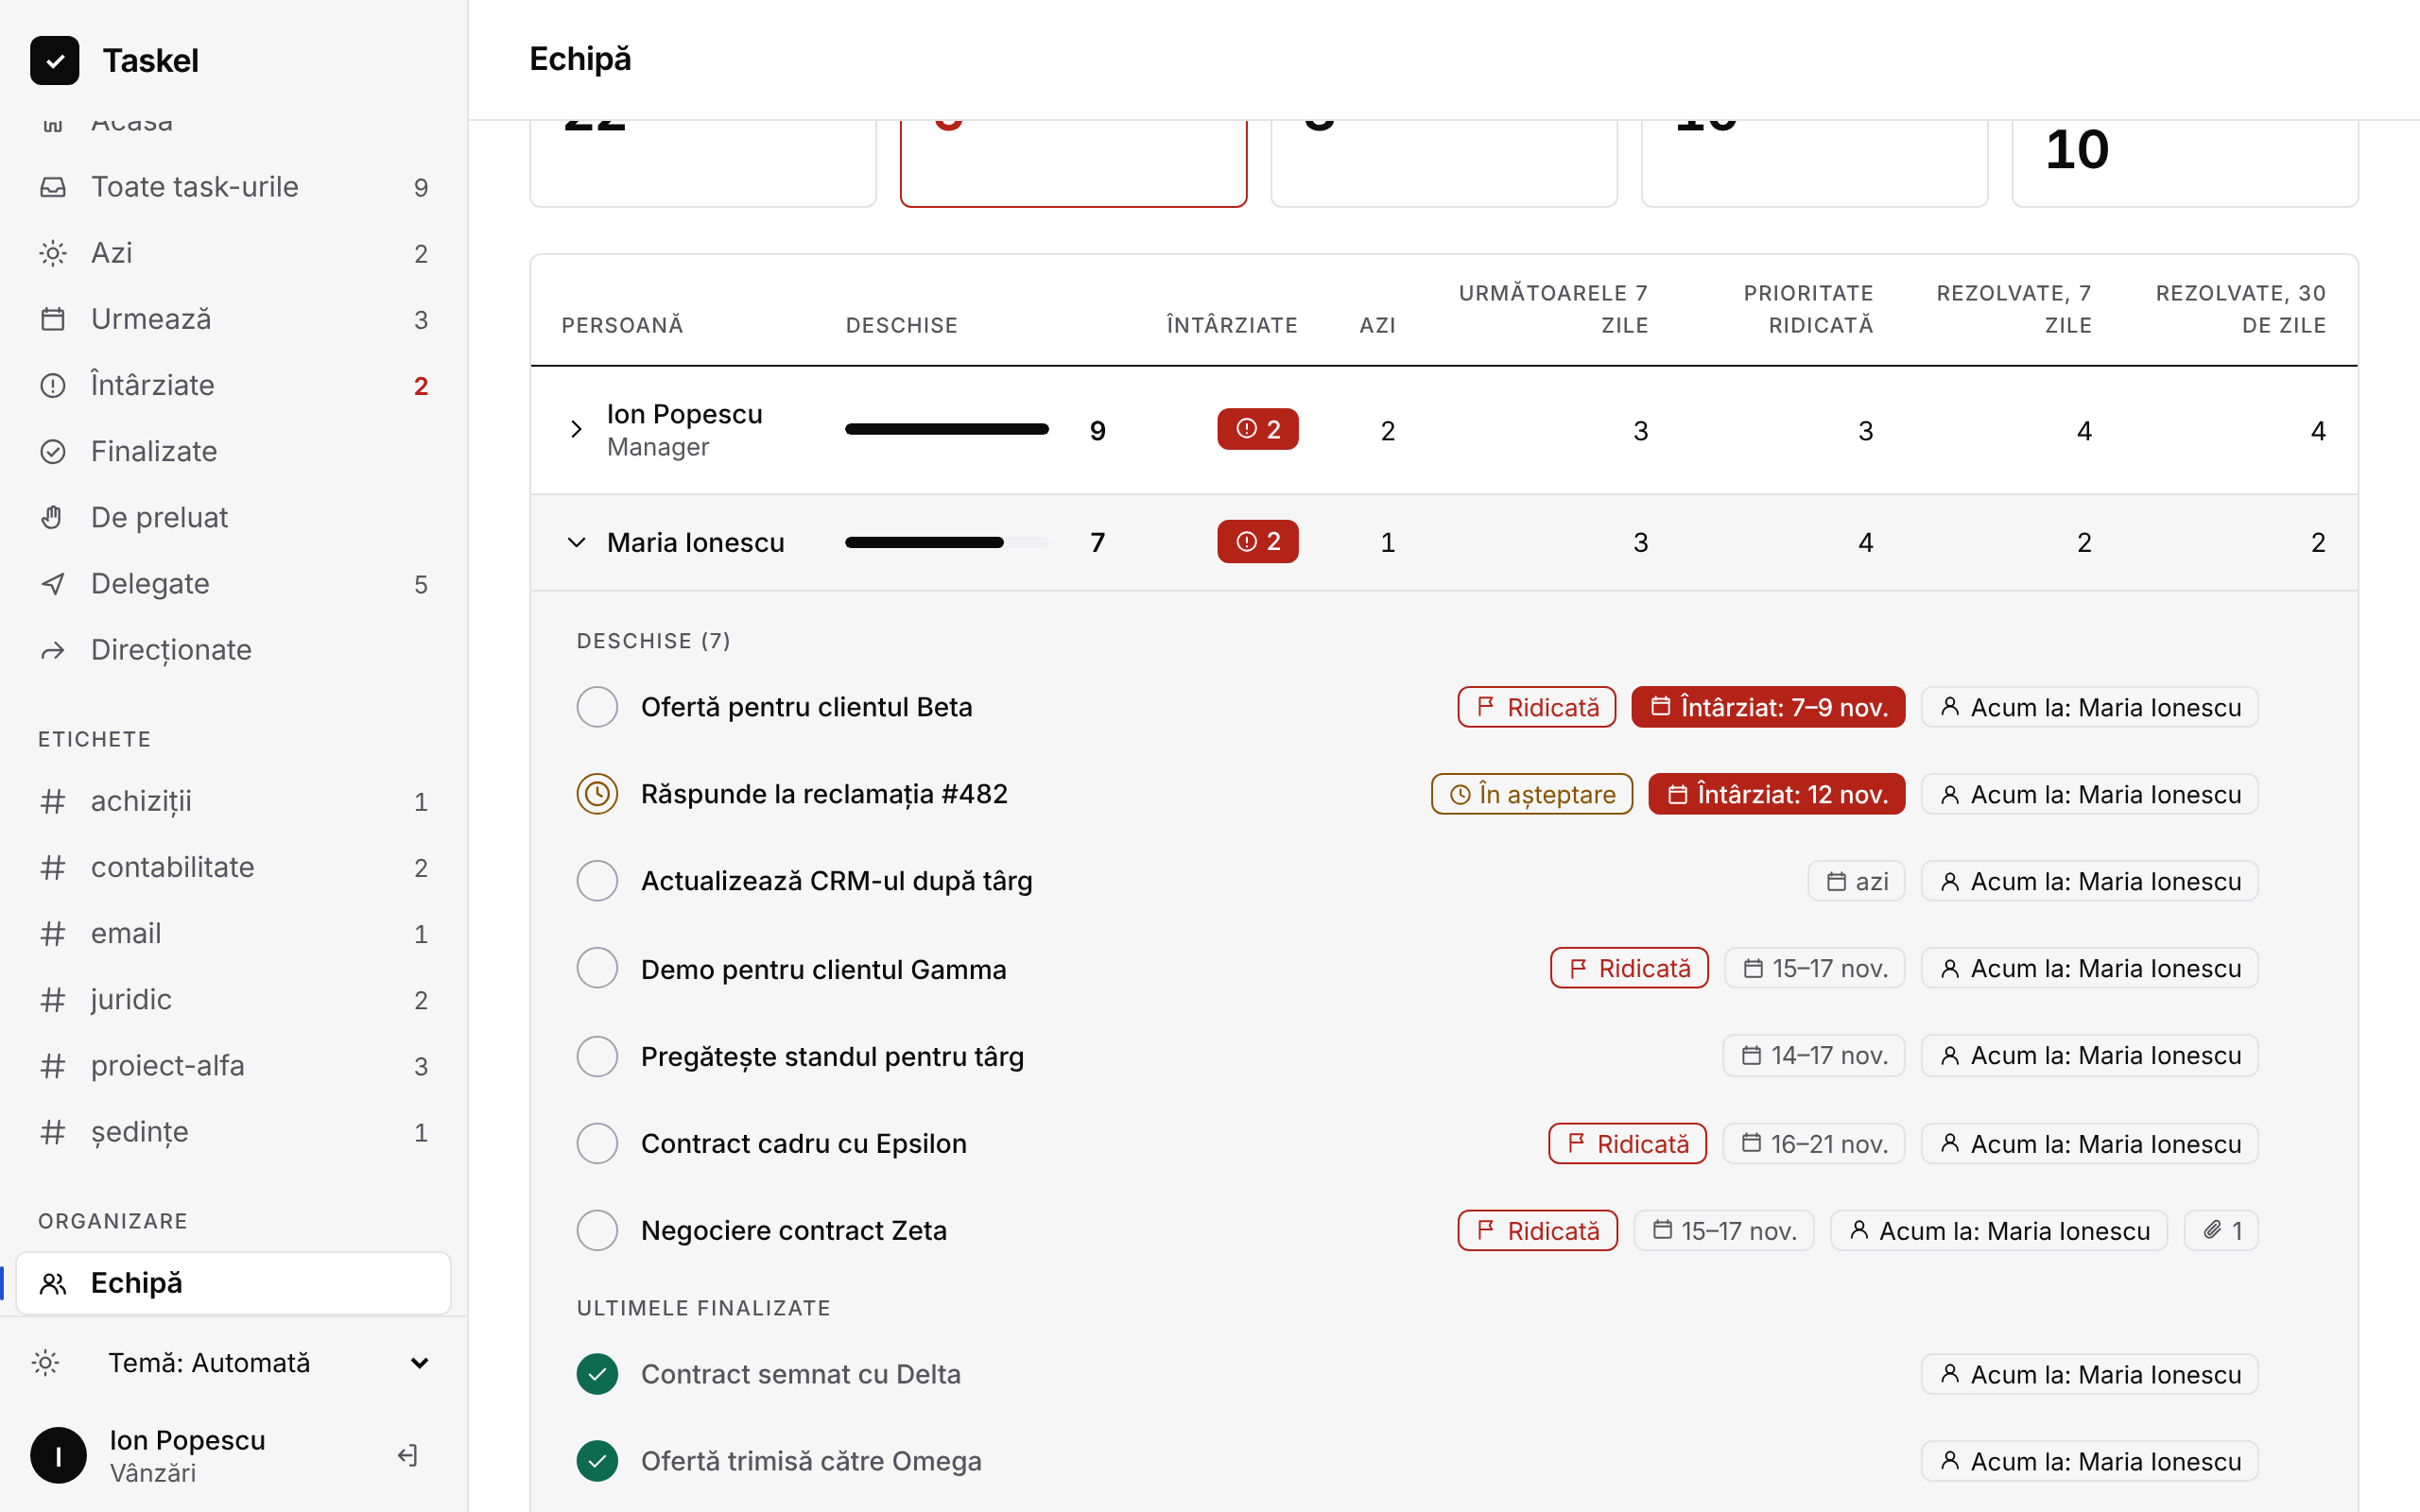 Taskel
Acasă
Toate task-urile 9
Azi 2
Urmează 3
Întârziate 2
Finalizate
De preluat
Delegate 5
Direcționate
ETICHETE
achiziții 1
contabilitate 2
email 1
juridic 2
proiect-alfa 3
ședințe 1
ORGANIZARE
Echipă
Temă: Automată
I
Ion Popescu
Vânzări
Echipă
22
10
PERSOANĂ DESCHISE ÎNTÂRZIATE AZI URMĂTOARELE 7 ZILE PRIORITATE RIDICATĂ REZOLVATE, 7 ZILE REZOLVATE, 30 DE ZILE
Ion Popescu 9 2 2 3 3 4 4
Manager
Maria Ionescu 7 2 1 3 4 2 2
DESCHISE (7)
Ofertă pentru clientul Beta Ridicată Întârziat: 7–9 nov. Acum la: Maria Ionescu
Răspunde la reclamația #482 În așteptare Întârziat: 12 nov. Acum la: Maria Ionescu
Actualizează CRM-ul după târg azi Acum la: Maria Ionescu
Demo pentru clientul Gamma Ridicată 15–17 nov. Acum la: Maria Ionescu
Pregătește standul pentru târg 14–17 nov. Acum la: Maria Ionescu
Contract cadru cu Epsilon Ridicată 16–21 nov. Acum la: Maria Ionescu
Negociere contract Zeta Ridicată 15–17 nov. Acum la: Maria Ionescu 1
ULTIMELE FINALIZATE
Contract semnat cu Delta Acum la: Maria Ionescu
Ofertă trimisă către Omega Acum la: Maria Ionescu